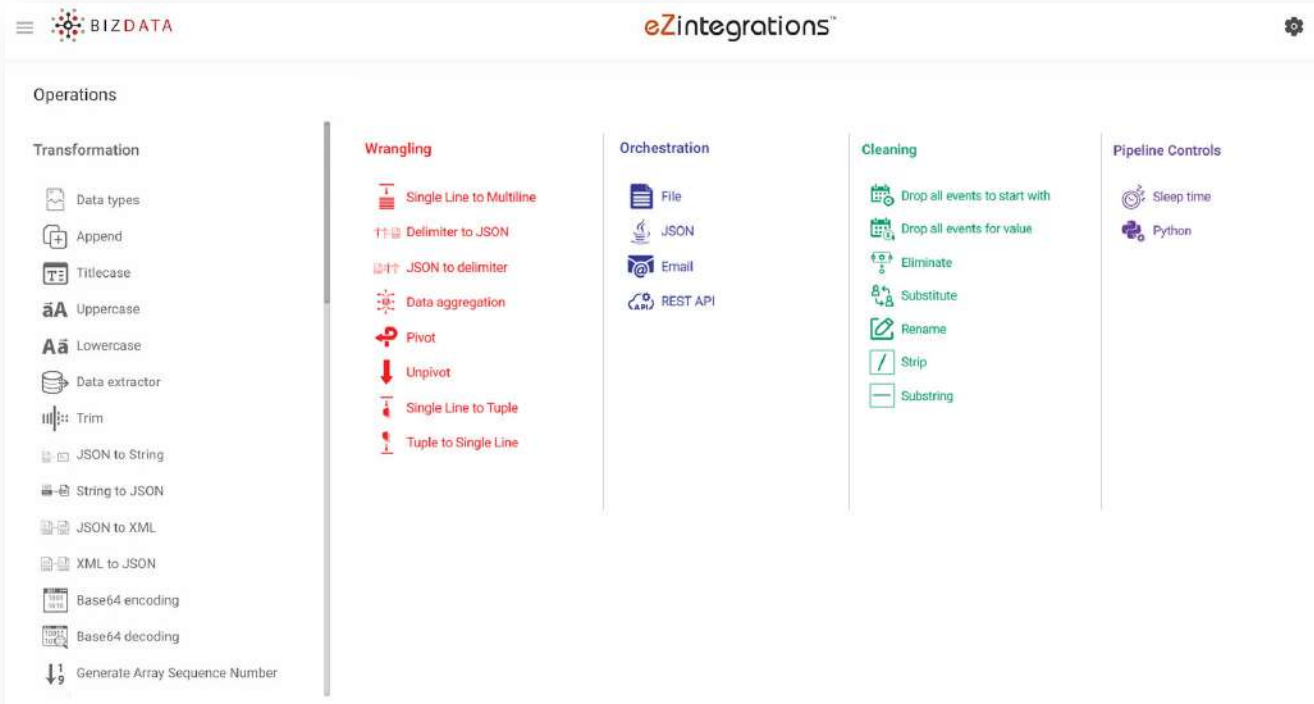 BIZDATA
eZintegrations™
Operations
Transformation
Data types
Append
Titlecase
Uppercase
Lowercase
Data extractor
Trim
JSON to String
String to JSON
JSON to XML
XML to JSON
Base64 encoding
Base64 decoding
Generate Array Sequence Number
Wrangling
Single Line to Multiline
Delimiter to JSON
JSON to delimiter
Data aggregation
Pivot
Unpivot
Single Line to Tuple
Tuple to Single Line
Orchestration
File
JSON
Email
REST API
Cleaning
Drop all events to start with
Drop all events for value
Eliminate
Substitute
Rename
Strip
Substring
Pipeline Controls
Sleep time
Python